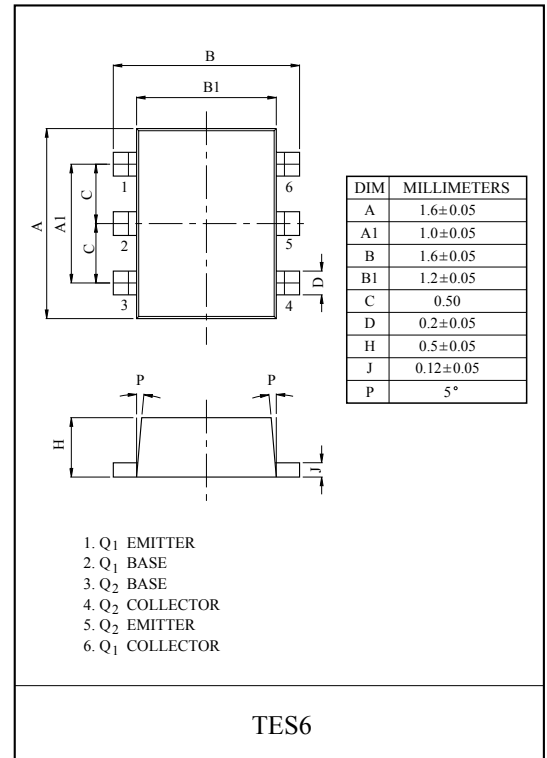 B
B1
A
A1
C
C
D
1
2
3
6
5
4
DIM MILLIMETERS
A 1.6±0.05
A1 1.0±0.05
B 1.6±0.05
B1 1.2±0.05
C 0.50
D 0.2±0.05
H 0.5±0.05
J 0.12±0.05
P 5°
P
P
H
J
1. Q1 EMITTER
2. Q1 BASE
3. Q2 BASE
4. Q2 COLLECTOR
5. Q2 EMITTER
6. Q1 COLLECTOR
TES6